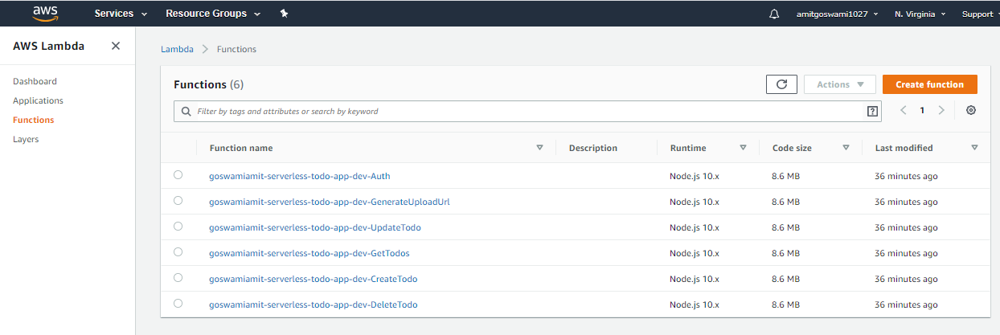 aws Services Resource Groups amitgoswami1027 N. Virginia Support
AWS Lambda
Dashboard
Applications
Functions
Layers
Lambda > Functions
Functions (6) Actions Create function
Filter by tags and attributes or search by keyword ? < 1 >
Function name Description Runtime Code size Last modified
goswamiamit-serverless-todo-app-dev-Auth Node.js 10.x 8.6 MB 36 minutes ago
goswamiamit-serverless-todo-app-dev-GenerateUploadUrl Node.js 10.x 8.6 MB 36 minutes ago
goswamiamit-serverless-todo-app-dev-UpdateTodo Node.js 10.x 8.6 MB 36 minutes ago
goswamiamit-serverless-todo-app-dev-GetTodos Node.js 10.x 8.6 MB 36 minutes ago
goswamiamit-serverless-todo-app-dev-CreateTodo Node.js 10.x 8.6 MB 36 minutes ago
goswamiamit-serverless-todo-app-dev-DeleteTodo Node.js 10.x 8.6 MB 36 minutes ago